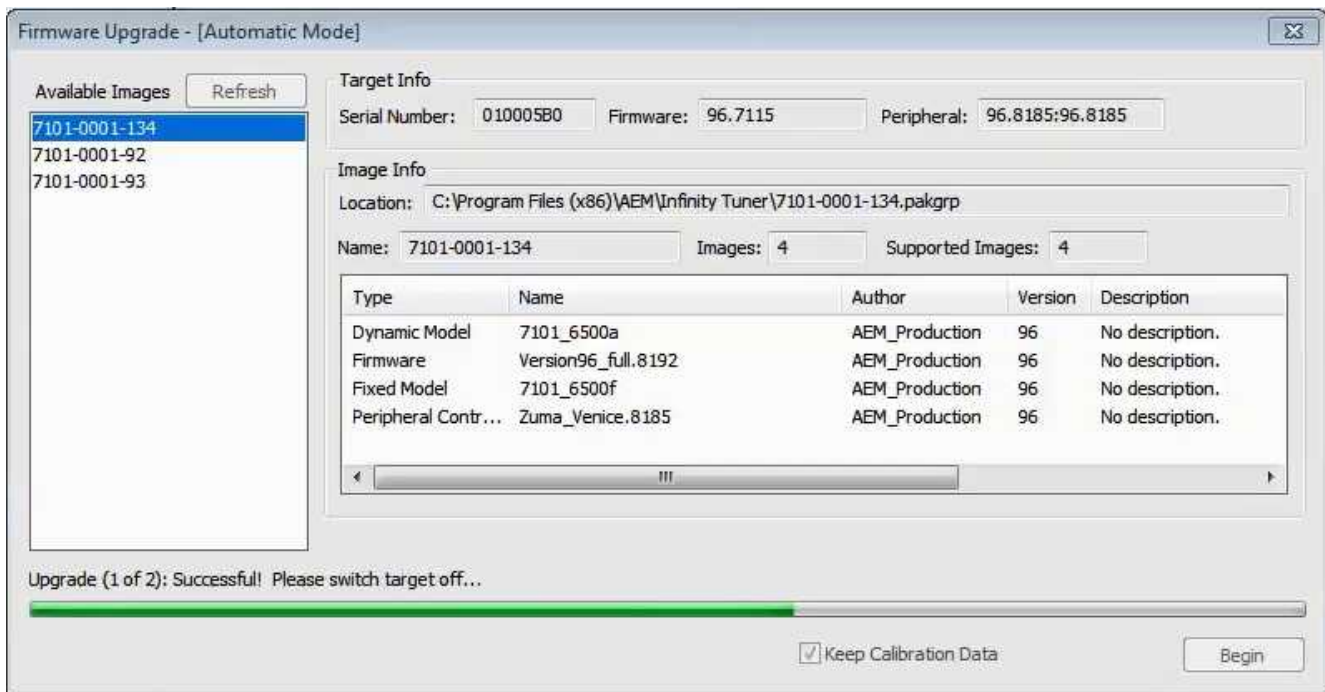 Firmware Upgrade - [Automatic Mode]
Available Images Refresh
7101-0001-134
7101-0001-92
7101-0001-93
Target Info
Serial Number: 010005B0 Firmware: 96.7115 Peripheral: 96.8185:96.8185
Image Info
Location: C:\Program Files (x86)\AEM\Infinity Tuner\7101-0001-134.pakgrp
Name: 7101-0001-134 Images: 4 Supported Images: 4
Type Name Author Version Description
Dynamic Model 7101_6500a AEM_Production 96 No description.
Firmware Version96_full.8192 AEM_Production 96 No description.
Fixed Model 7101_6500f AEM_Production 96 No description.
Peripheral Contr... Zuma_Venice.8185 AEM_Production 96 No description.
Upgrade (1 of 2): Successful! Please switch target off...
Keep Calibration Data
Begin